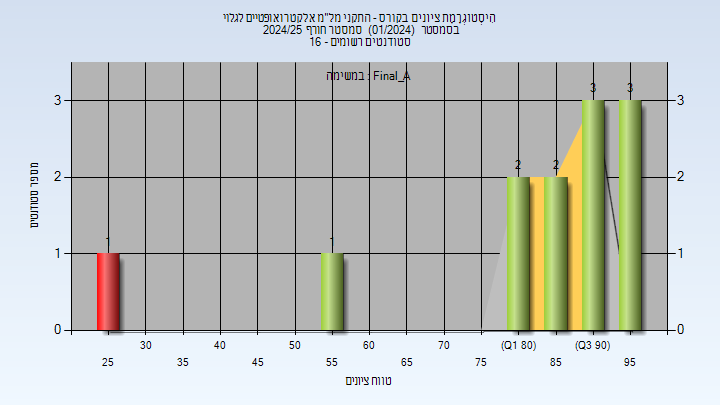 הִיסְטוֹגְרָמַת ציונים בקורס - התקני מל"מ אלקטרואופטיים לגלוי
בסמסטר (01/2024) סמסטר חורף 2024/25
סטודנטים רשומים - 16
במשימה : Final_A
מספר סטודנטים
3 3 3 3
2 2 2 2
1 1 1 1
0 0
30 40 50 60 70 (Q1 80) (Q3 90)
25 35 45 55 65 75 85 95
טווח ציונים